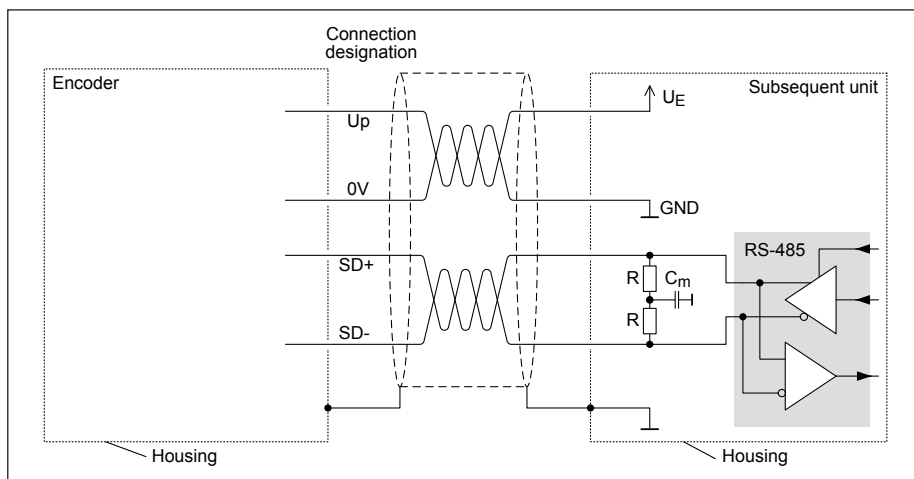 Connection
designation
Encoder
Subsequent unit
Up
U_E
0V
GND
SD+
RS-485
R
C_m
R
SD-
Housing
Housing